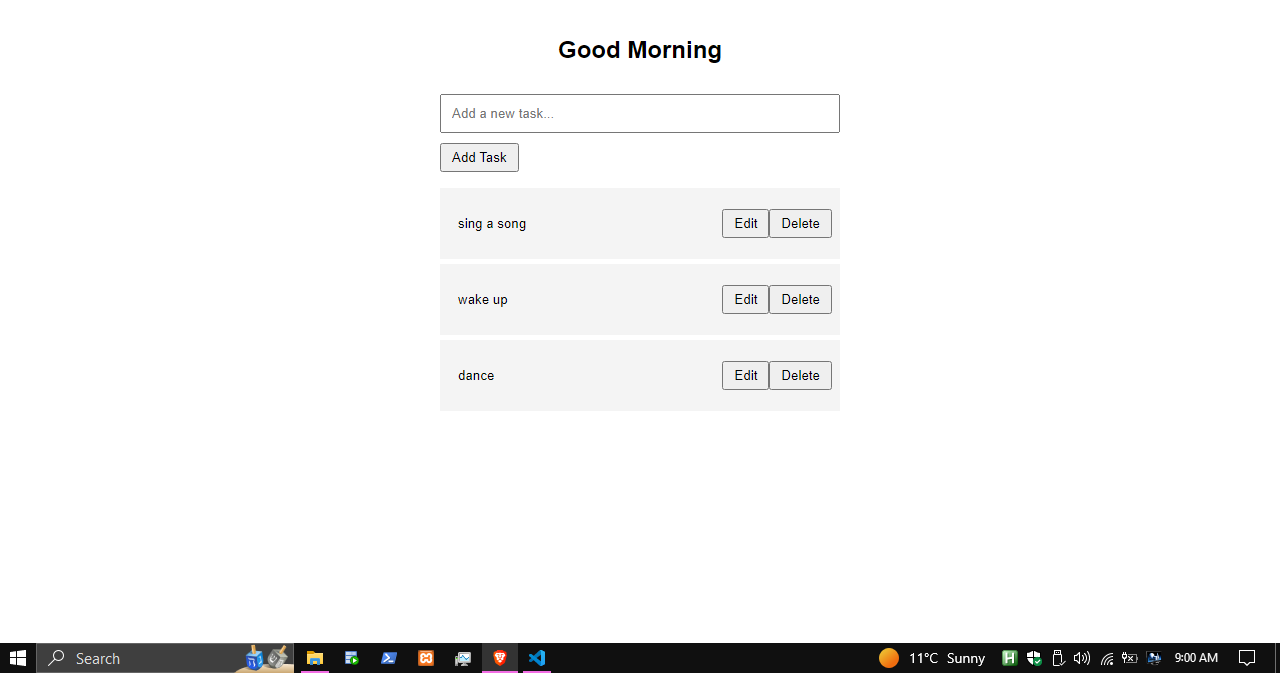 Good Morning
Add a new task...
Add Task
sing a song Edit Delete
wake up Edit Delete
dance Edit Delete
Search 11°C Sunny H 9:00 AM